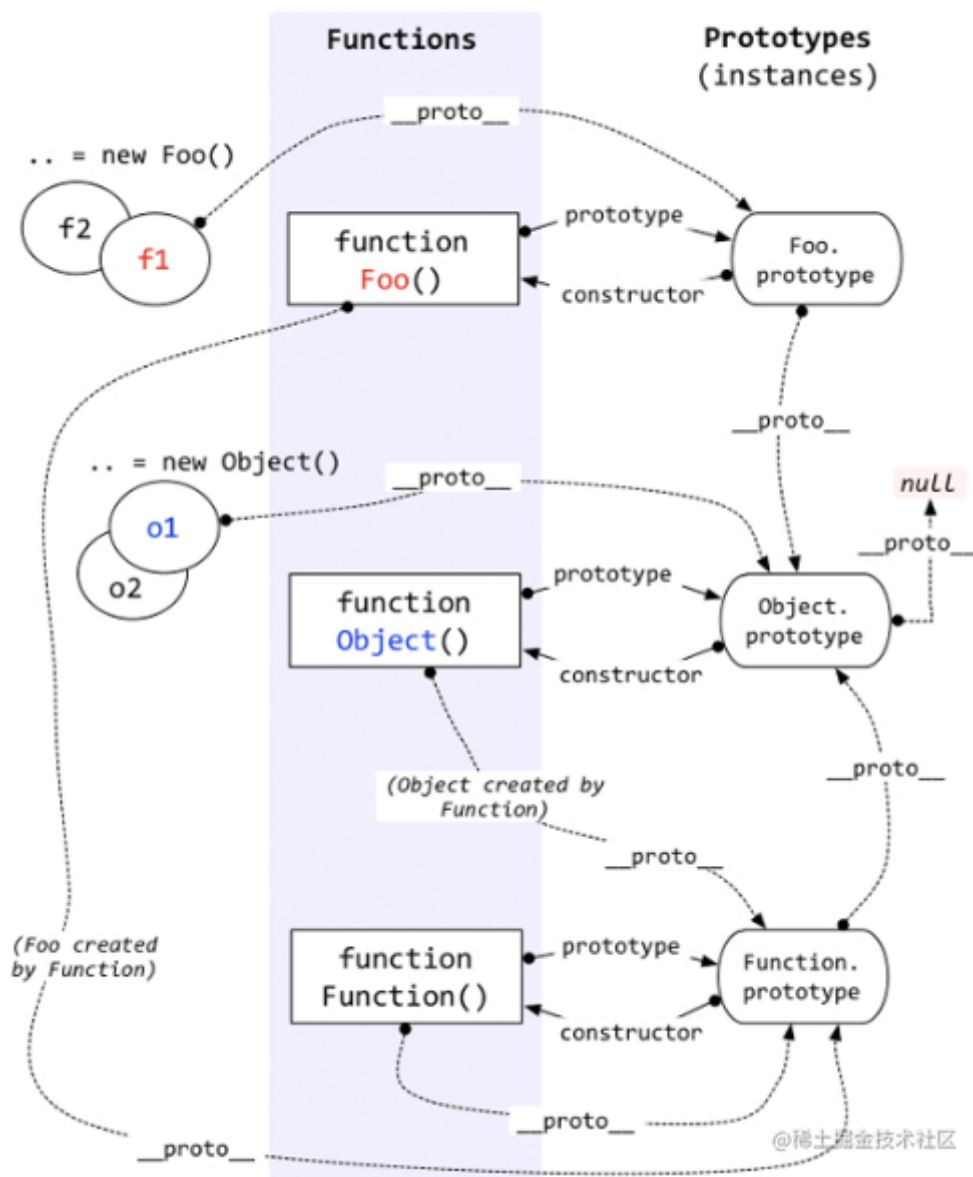 Functions
Prototypes
(instances)
__proto__
.. = new Foo()
f2
f1
function
Foo()
prototype
constructor
Foo.
prototype
__proto__
.. = new Object()
__proto__
null
__proto__
o1
o2
function
Object()
prototype
constructor
Object.
prototype
(Object created by
Function)
__proto__
__proto__
(Foo created
by Function)
function
Function()
prototype
constructor
Function.
prototype
__proto__
__proto__
@稀土掘金技术社区